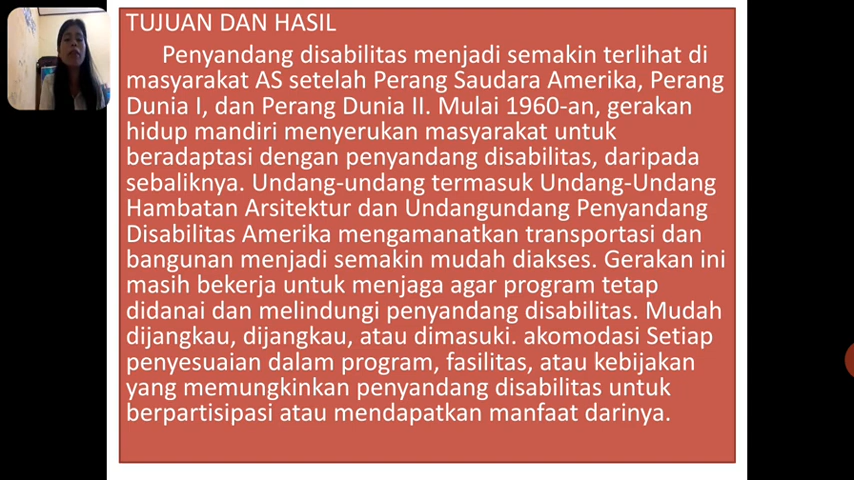 TUJUAN DAN HASIL
Penyandang disabilitas menjadi semakin terlihat di
masyarakat AS setelah Perang Saudara Amerika, Perang
Dunia I, dan Perang Dunia II. Mulai 1960-an, gerakan
hidup mandiri menyerukan masyarakat untuk
beradaptasi dengan penyandang disabilitas, daripada
sebaliknya. Undang-undang termasuk Undang-Undang
Hambatan Arsitektur dan Undangundang Penyandang
Disabilitas Amerika mengamanatkan transportasi dan
bangunan menjadi semakin mudah diakses. Gerakan ini
masih bekerja untuk menjaga agar program tetap
didanai dan melindungi penyandang disabilitas. Mudah
dijangkau, dijangkau, atau dimasuki. akomodasi Setiap
penyesuaian dalam program, fasilitas, atau kebijakan
yang memungkinkan penyandang disabilitas untuk
berpartisipasi atau mendapatkan manfaat darinya.